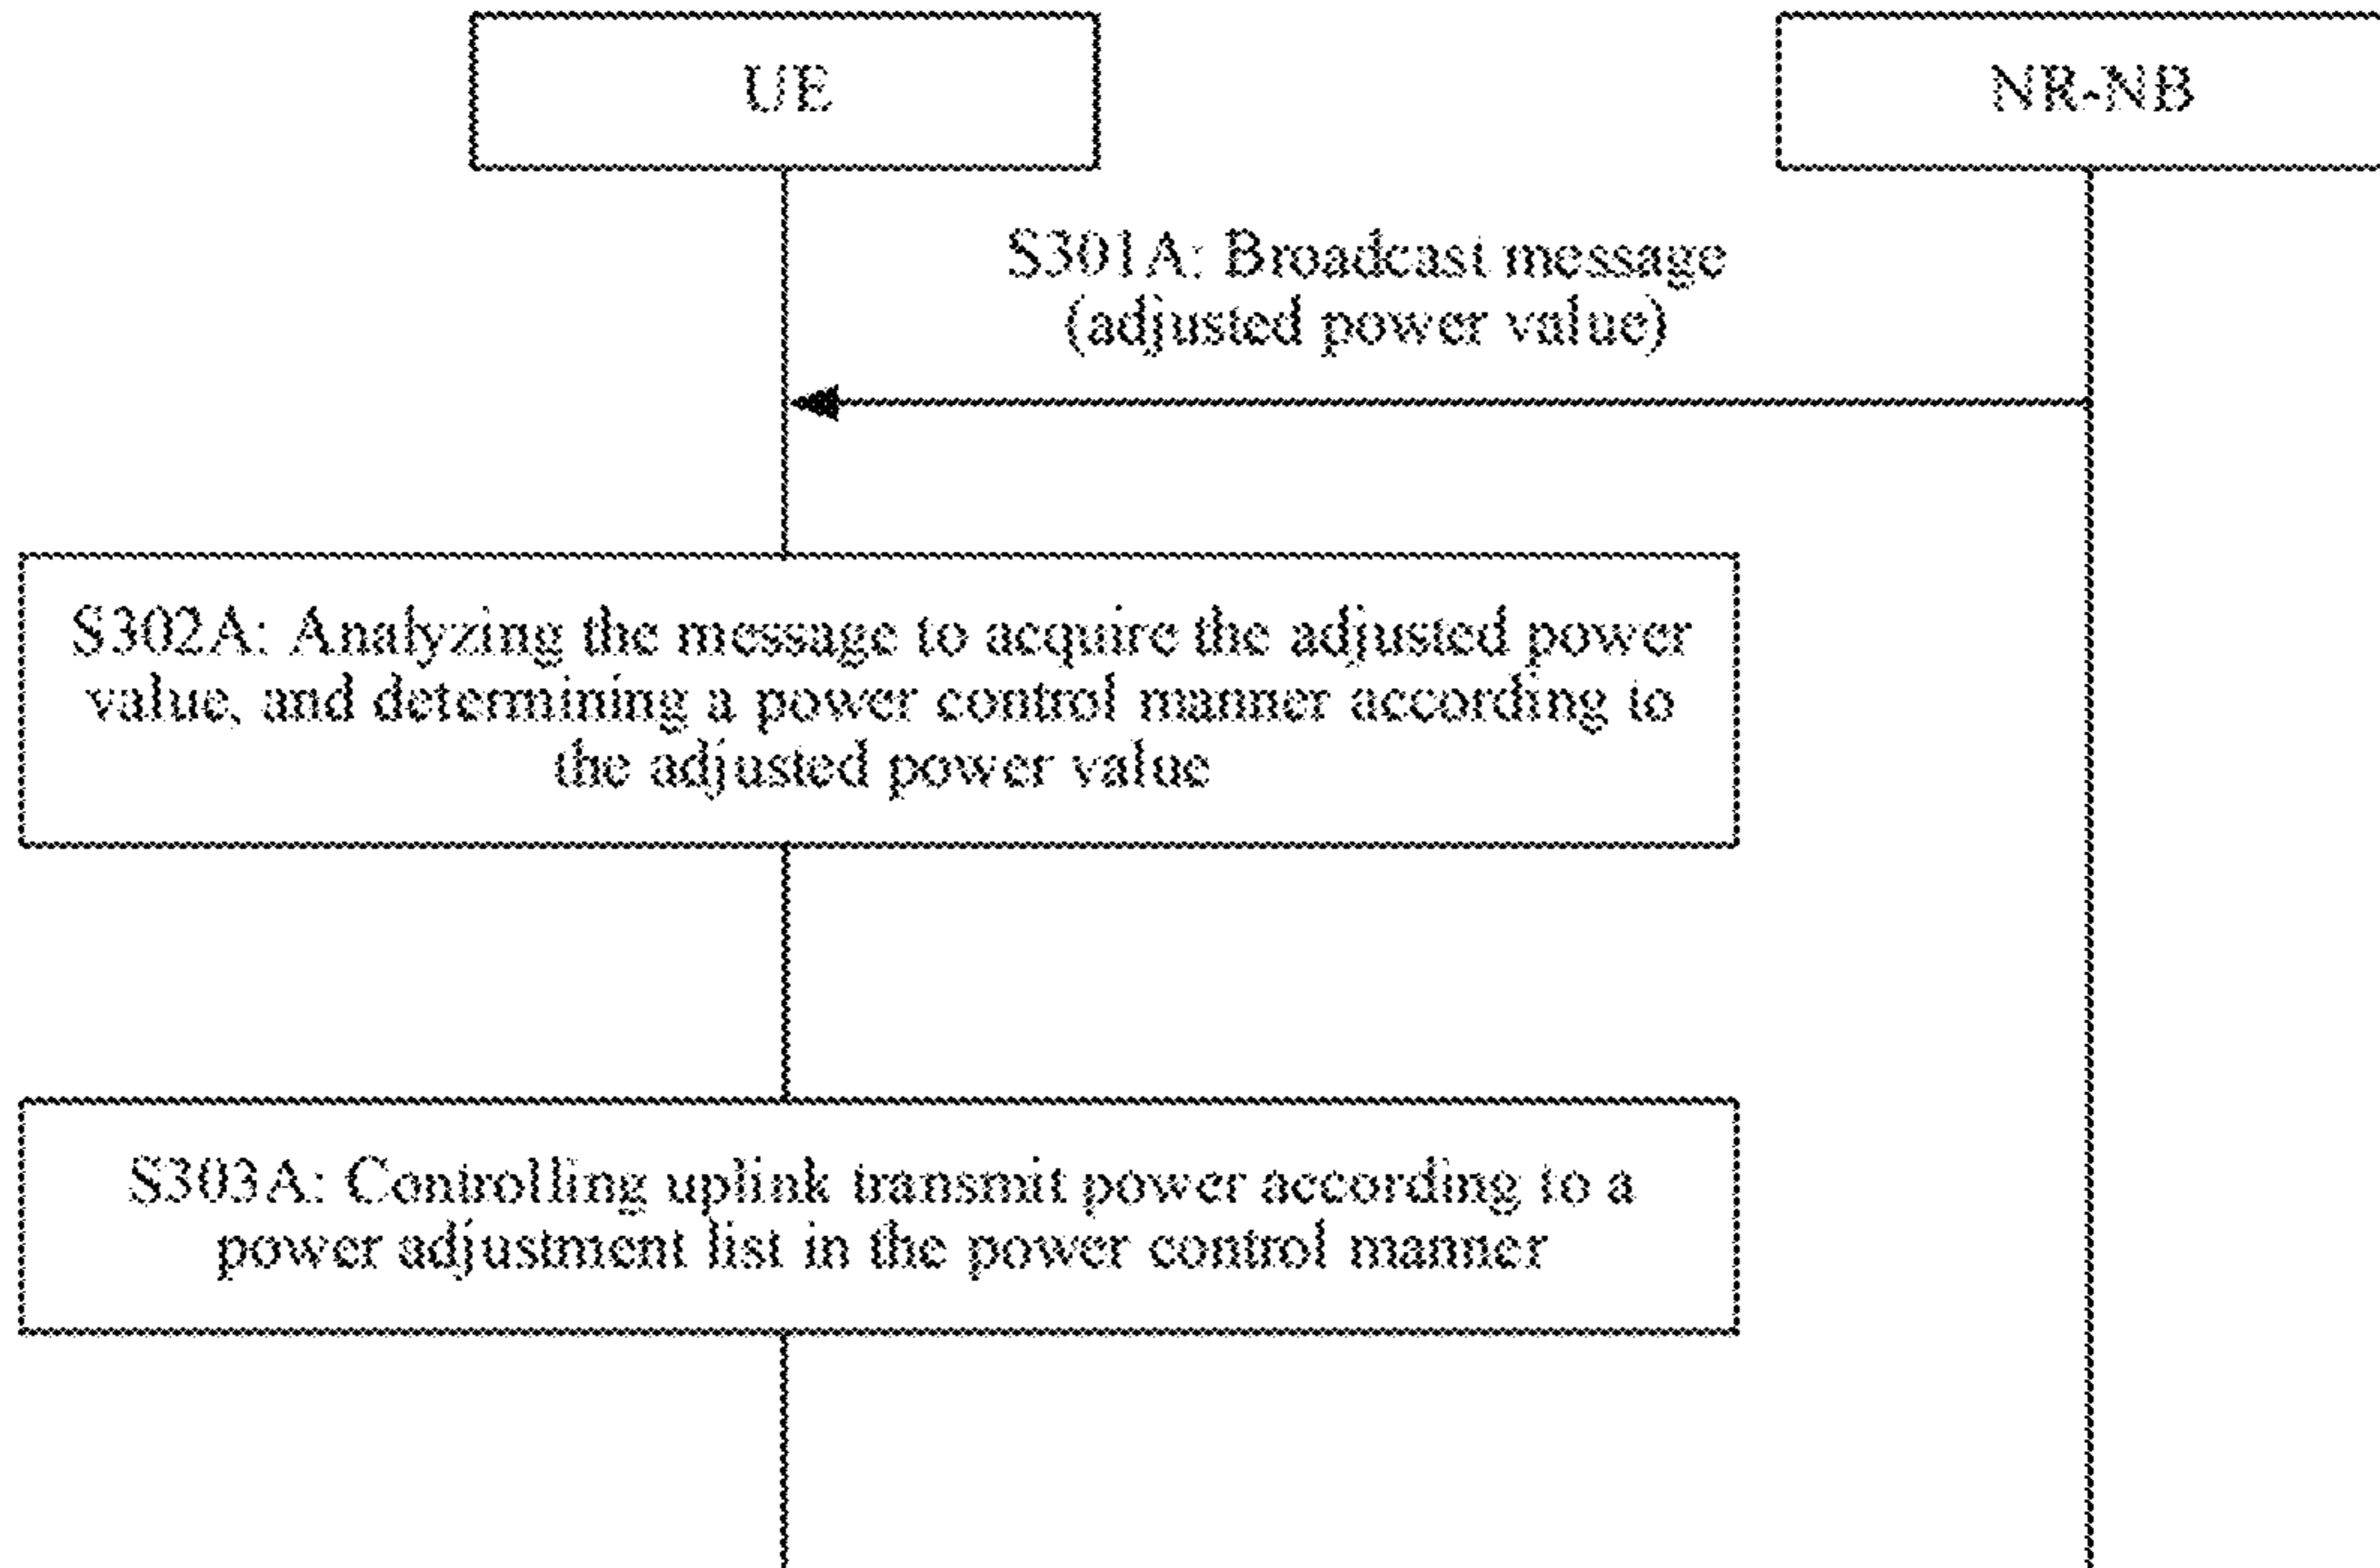 UE
NR-NB
S301A: Broadcast message
(adjusted power value)
S302A: Analyzing the message to acquire the adjusted power
value, and determining a power control manner according to
the adjusted power value
S303A: Controlling uplink transmit power according to a
power adjustment list in the power control manner